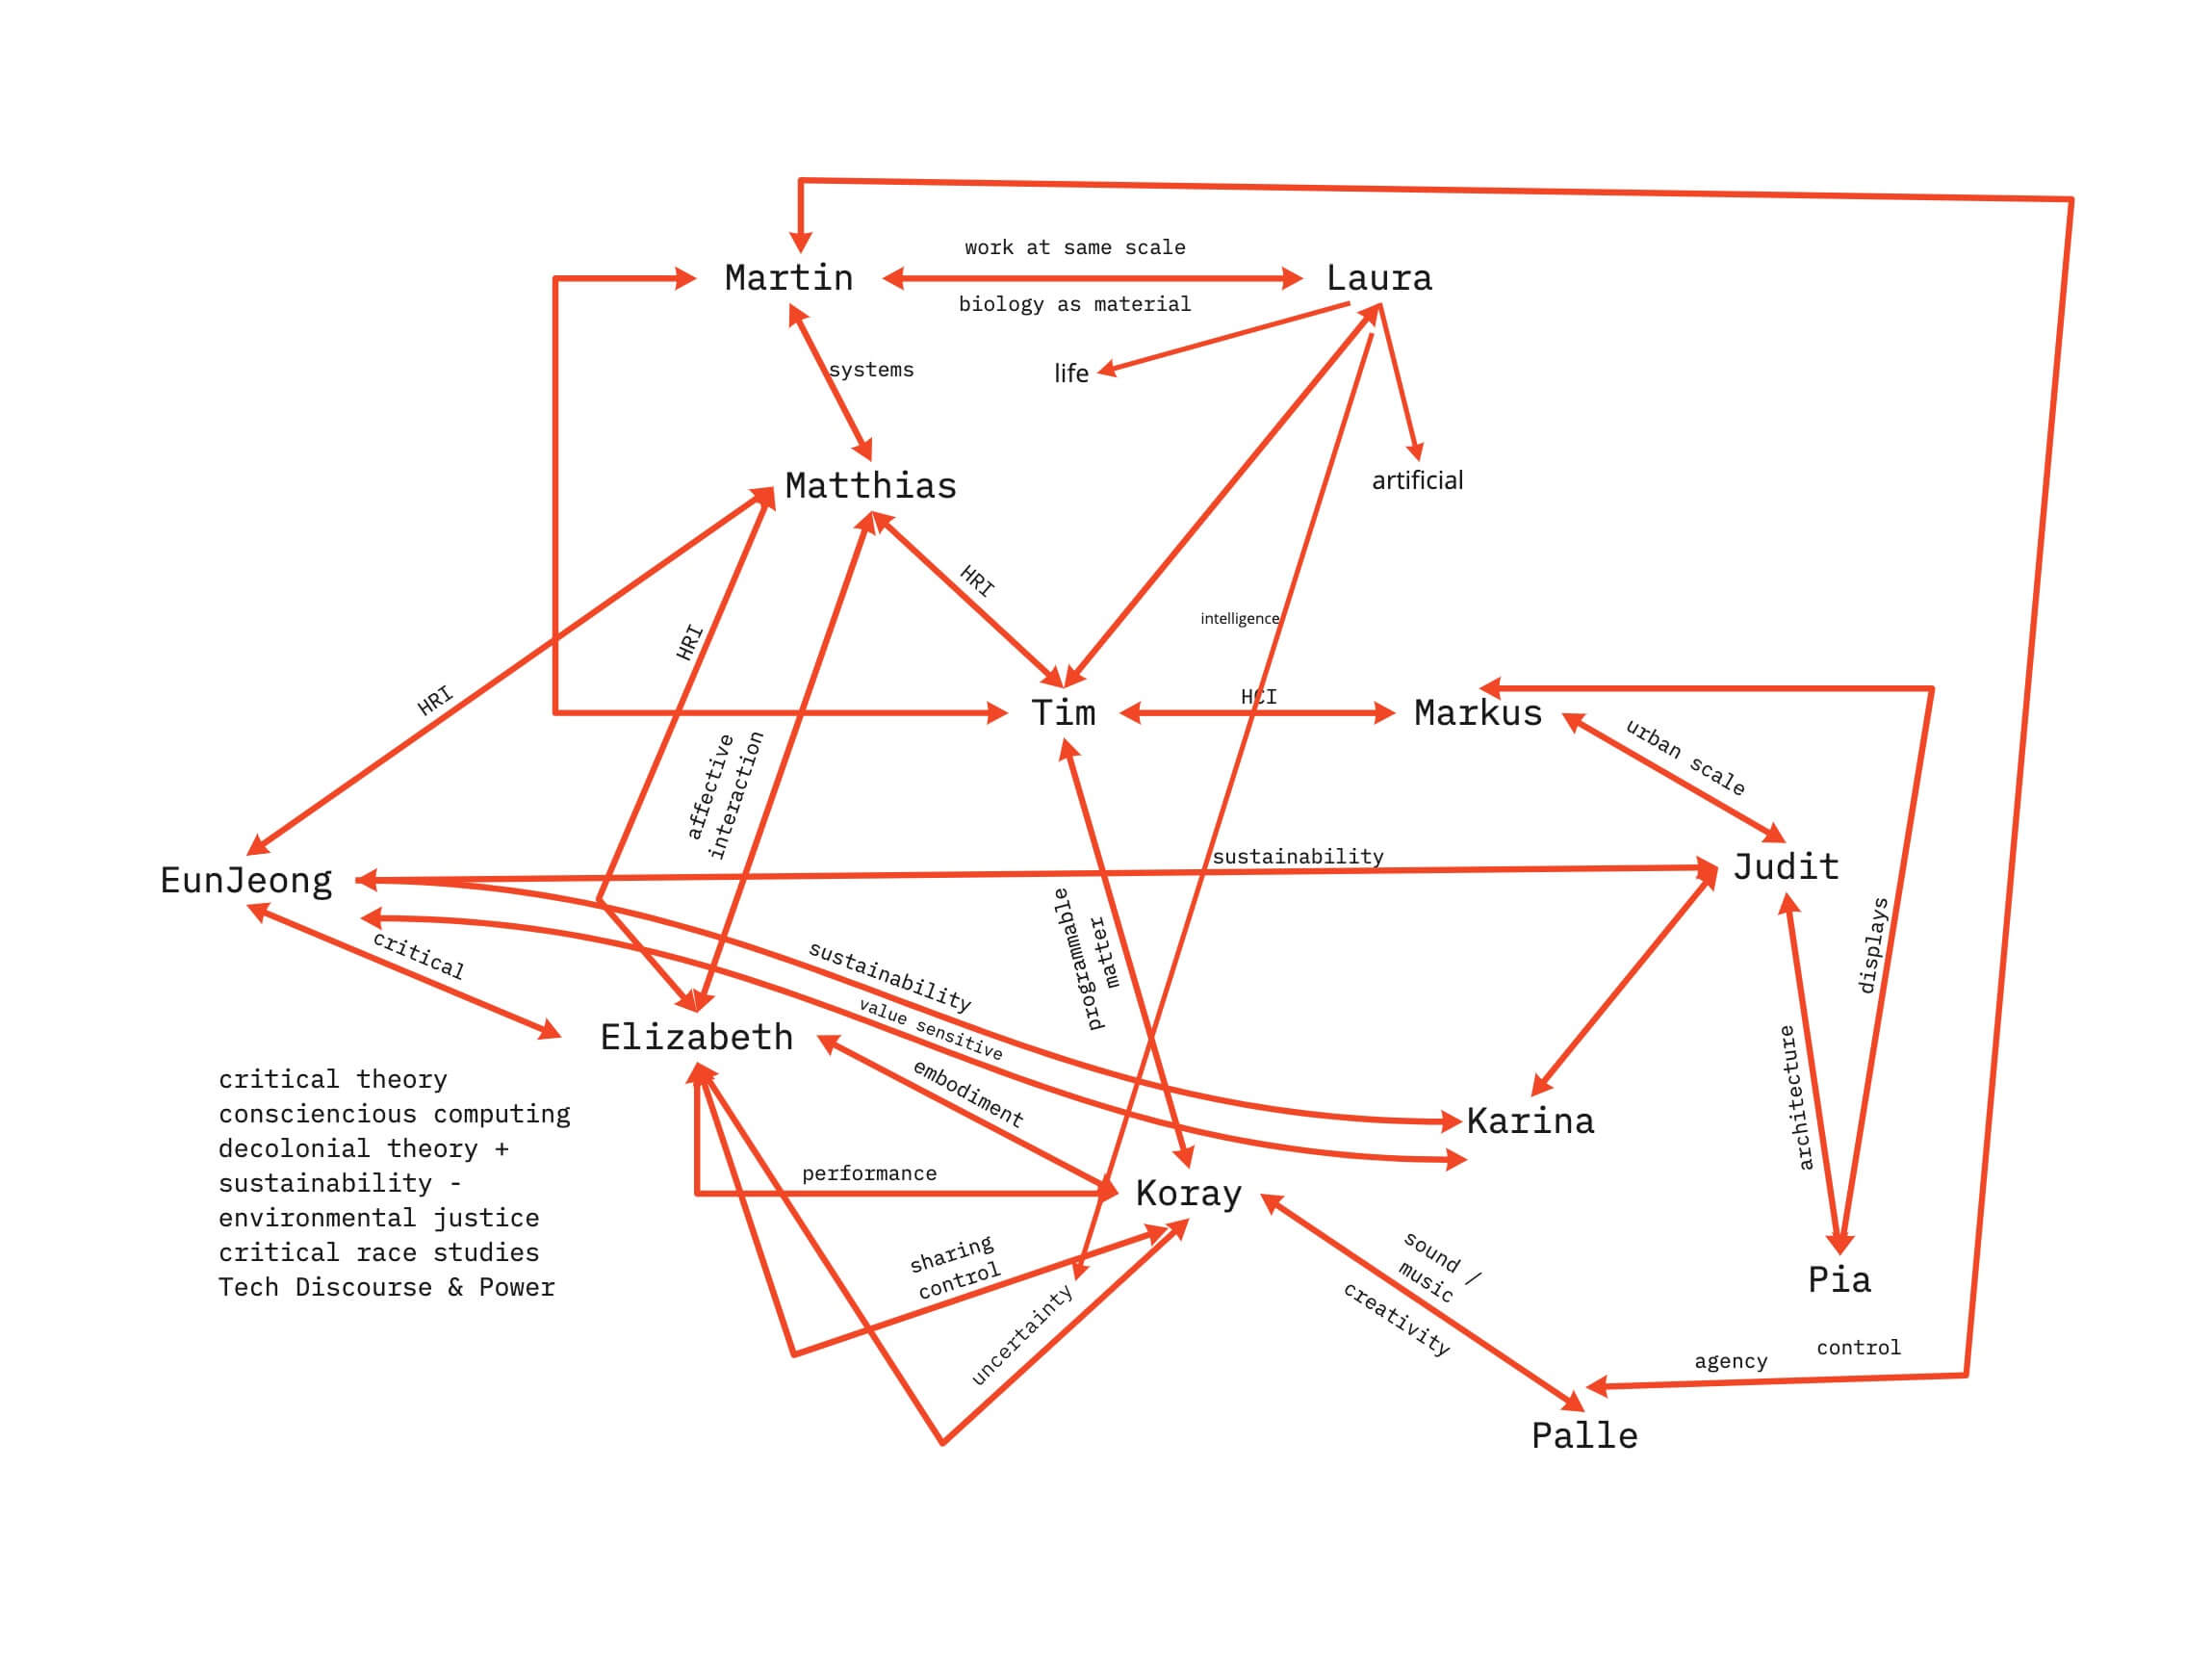 work at same scale
Martin
Laura
biology as material
systems
life
Matthias
artificial
HRI
intelligence
HRI
HRI
HCI
Tim
Markus
urban scale
affective
interaction
sustainability
EunJeong
Judit
critical
sustainability
value sensitive
programmable
matter
displays
Elizabeth
embodiment
architecture
critical theory
consciencious computing
decolonial theory +
sustainability -
environmental justice
critical race studies
Tech Discourse & Power
Karina
performance
Koray
sharing
control
sound /
music
creativity
Pia
uncertainty
control
agency
Palle